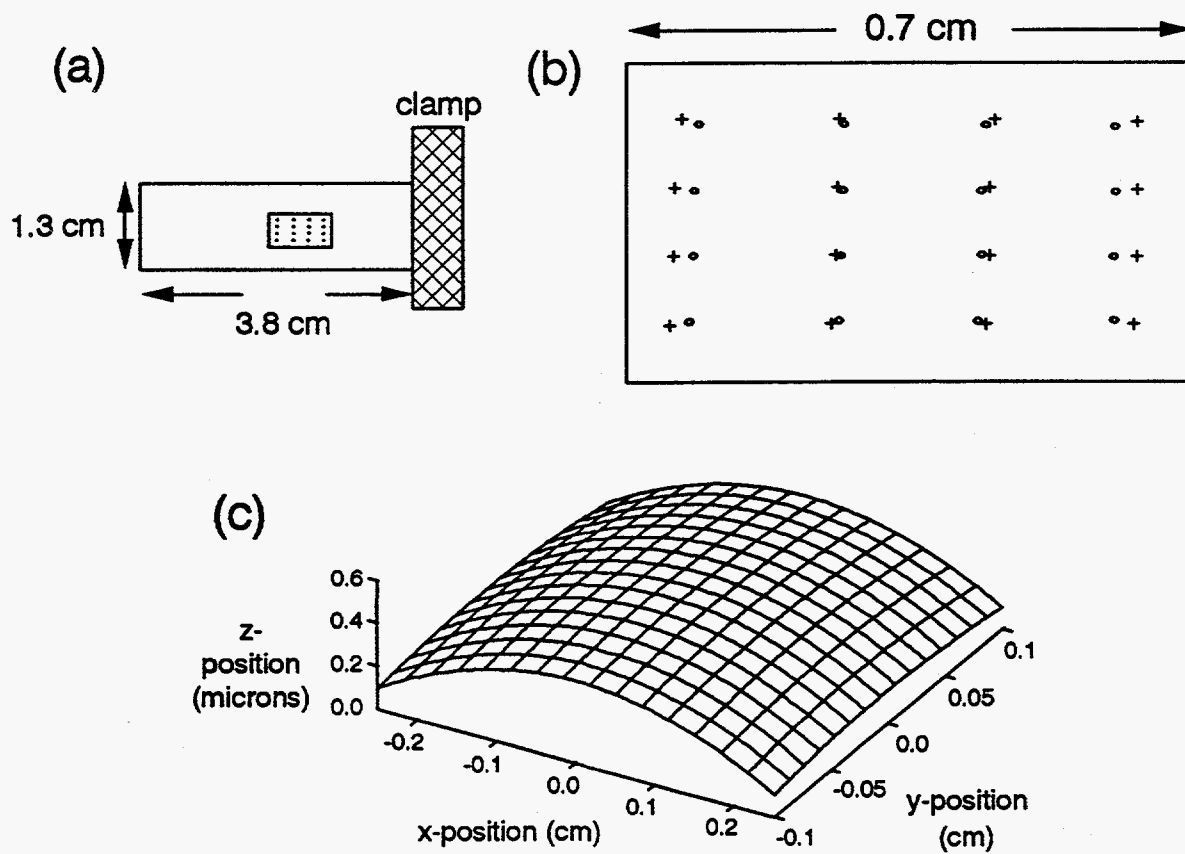 (a)
clamp
1.3 cm
3.8 cm
(b)
0.7 cm
(c)
z-
position
(microns)
0.6
0.4
0.2
0.0
-0.2
-0.1
0.0
0.1
0.2
x-position (cm)
-0.1
-0.05
0.0
0.05
0.1
y-position
(cm)